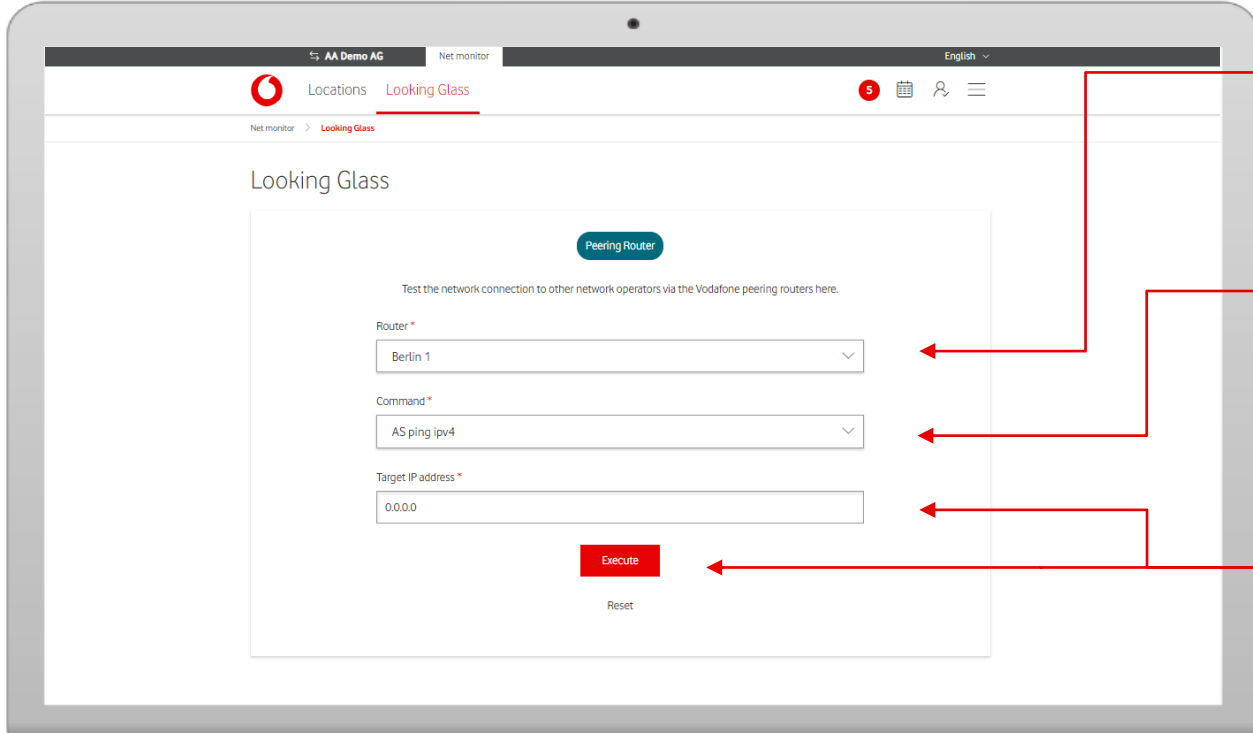 AA Demo AG Net monitor English
Locations Looking Glass 5
Net monitor > Looking Glass
Looking Glass
Peering Router
Test the network connection to other network operators via the Vodafone peering routers here.
Router *
Berlin 1
Command *
AS ping ipv4
Target IP address *
0.0.0.0
Execute
Reset